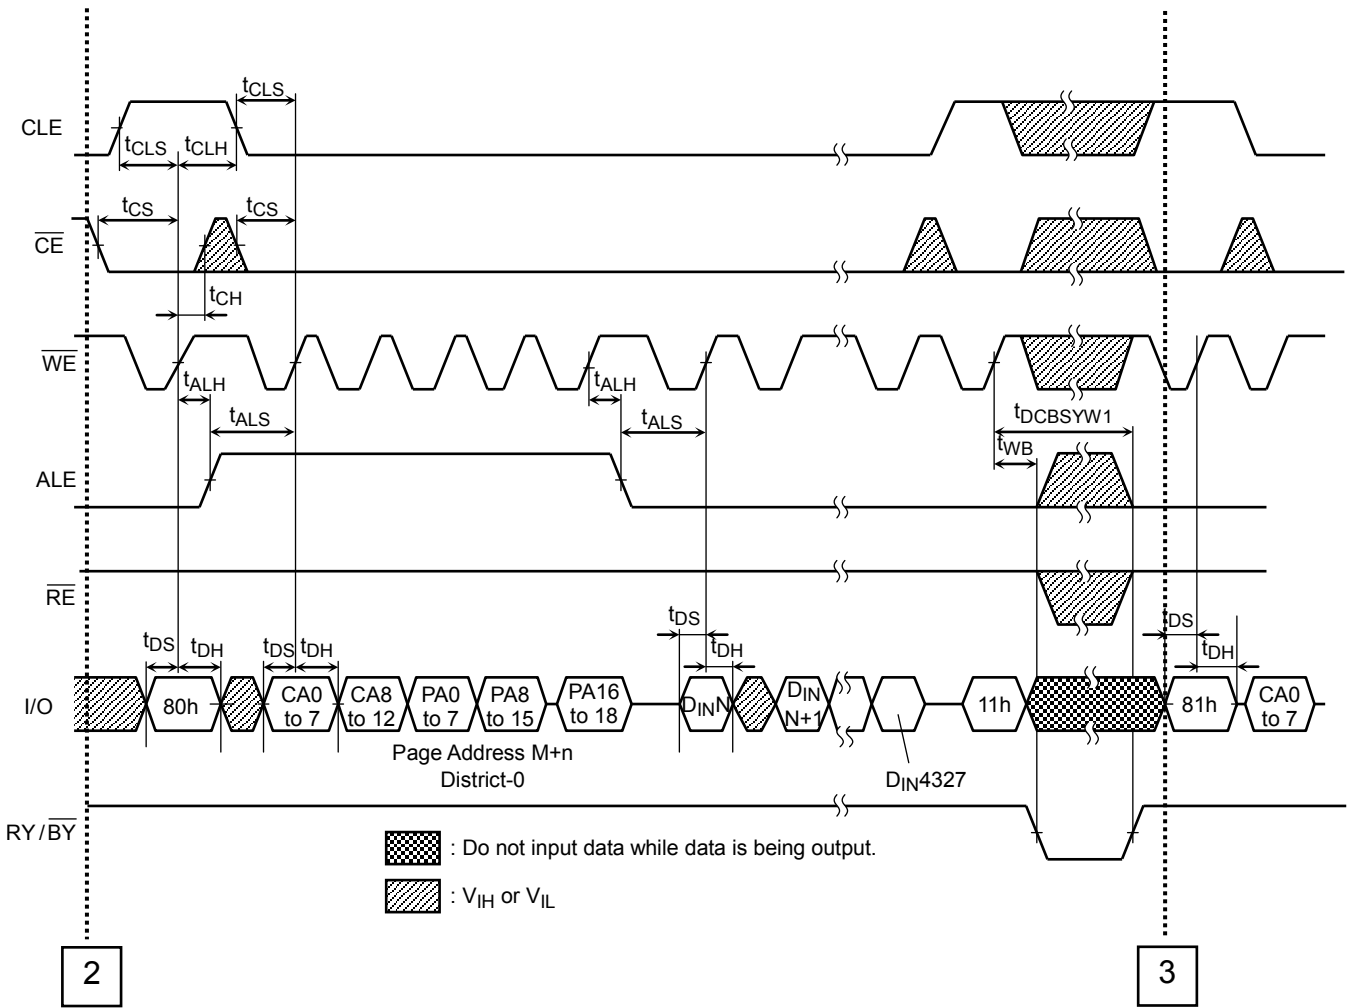 tCLS
CLE
tCLS
tCLH
tCS
tCS
CE
tCH
WE
tALH
tALH
tALS
tALS
tDCBSYW1
tWB
ALE
RE
tDS
tDS
tDH
tDS
tDH
tDS
tDH
tDH
I/O
80h
CA0
to 7
CA8
to 12
PA0
to 7
PA8
to 15
PA16
to 18
DINN
DIN
N+1
11h
81h
CA0
to 7
Page Address M+n
District-0
DIN4327
RY/BY
: Do not input data while data is being output.
: VIH or VIL
2
3